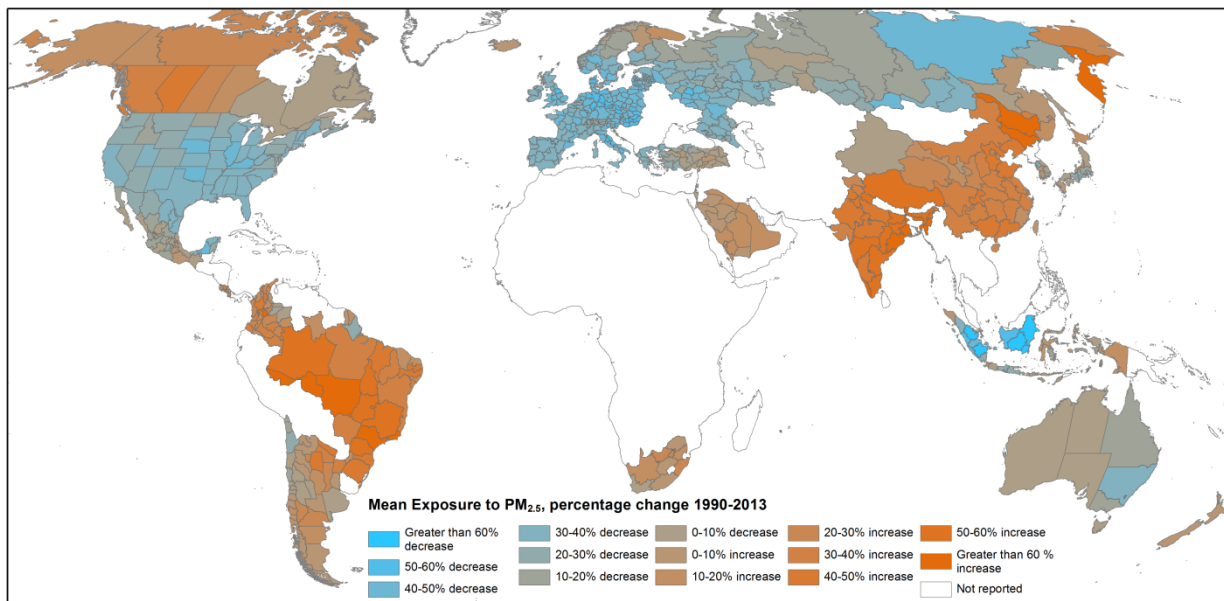 Mean Exposure to PM2.5, percentage change 1990-2013
Greater than 60%
decrease
50-60% decrease
40-50% decrease
30-40% decrease
20-30% decrease
10-20% decrease
0-10% decrease
0-10% increase
10-20% increase
20-30% increase
30-40% increase
40-50% increase
50-60% increase
Greater than 60 %
increase
Not reported